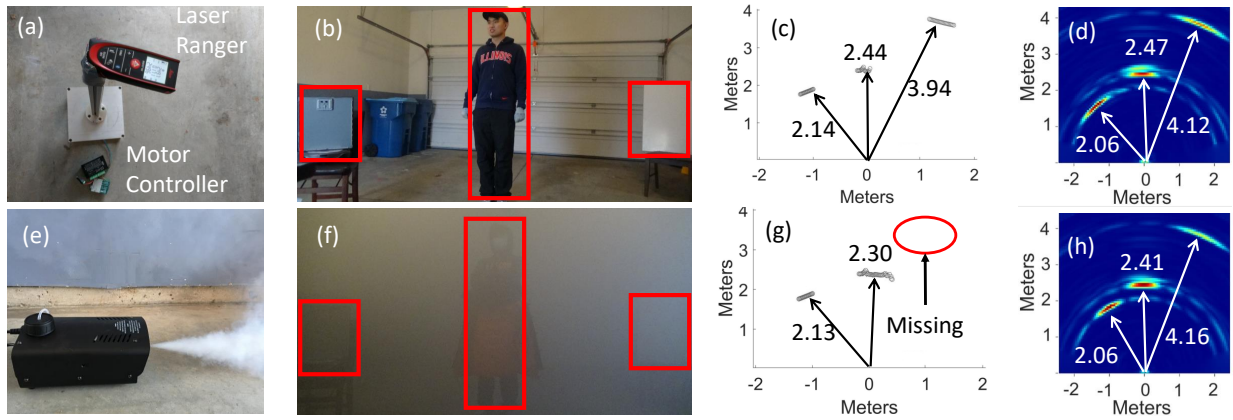 (a)
Laser
Ranger
Motor
Controller
(b)
ILLINOIS
(c)
Meters
4
3
2
1
2.44
3.94
2.14
-2 -1 0 1 2
Meters
(d)
Meters
4
3
2
1
2.47
4.12
2.06
-2 -1 0 1 2
Meters
(e)
(f)
(g)
Meters
4
3
2
1
2.30
2.13
Missing
-2 -1 0 1 2
Meters
(h)
Meters
4
3
2
1
2.41
4.16
2.06
-2 -1 0 1 2
Meters